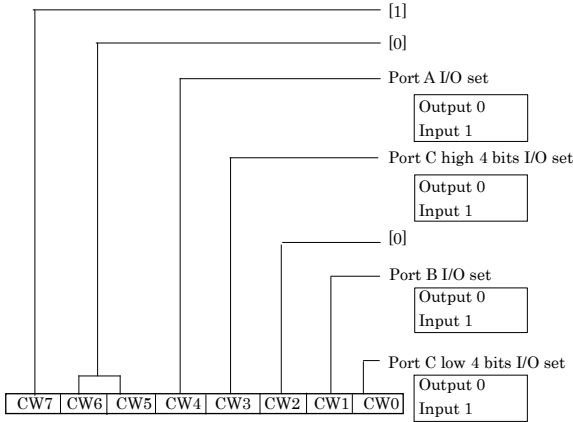 [1]
[0]
Port A I/O set
Output 0
Input 1
Port C high 4 bits I/O set
Output 0
Input 1
[0]
Port B I/O set
Output 0
Input 1
Port C low 4 bits I/O set
Output 0
Input 1
CW7 CW6 CW5 CW4 CW3 CW2 CW1 CW0